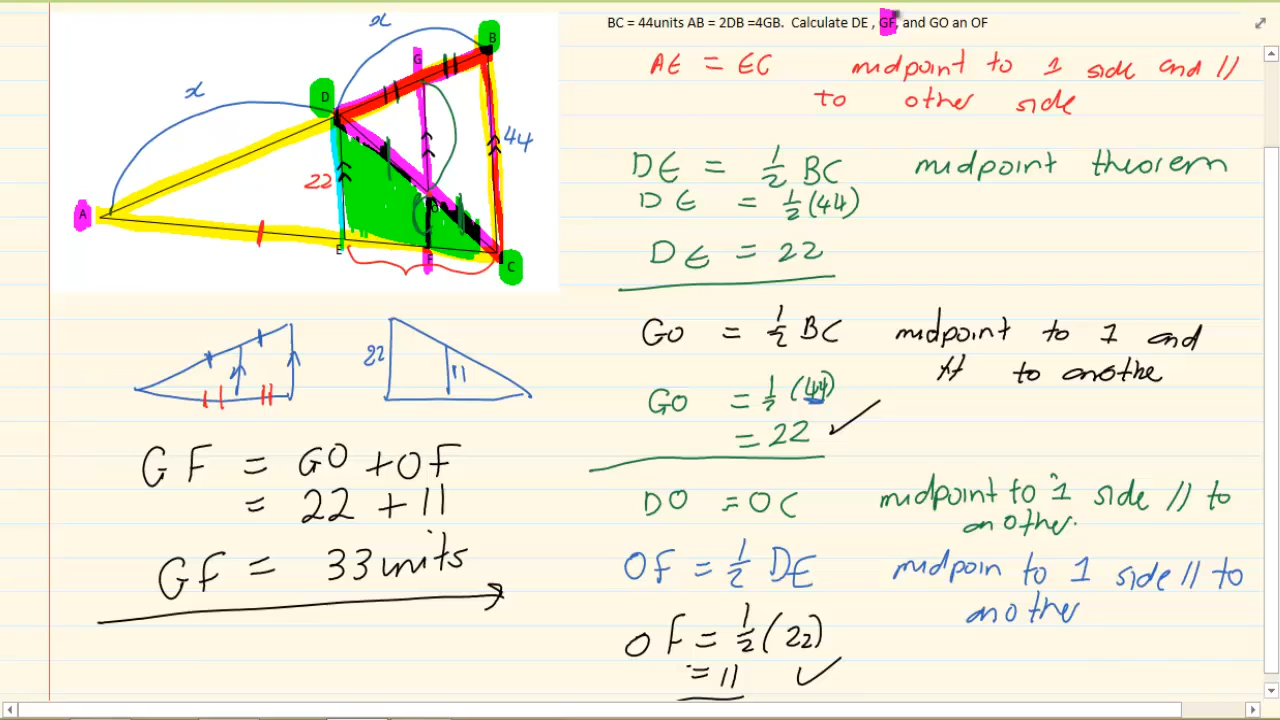 BC = 44units AB = 2DB =4GB. Calculate DE , GF, and GO an OF
x
x
B
G
D
44
22
A
O
E
F
C
AE = EC midpoint to 1 side and //
to other side
DE = 1/2 BC midpoint theorem
DE = 1/2 (44)
DE = 22
GO = 1/2 BC midpoint to 1 and
// to anothe
GO = 1/2 (44)
= 22 ✓
DO = OC midpoint to 1 side // to
another.
OF = 1/2 DE midpoin to 1 side // to
another
OF = 1/2 (22)
= 11 ✓
22
11
GF = GO + OF
= 22 + 11
GF = 33 units